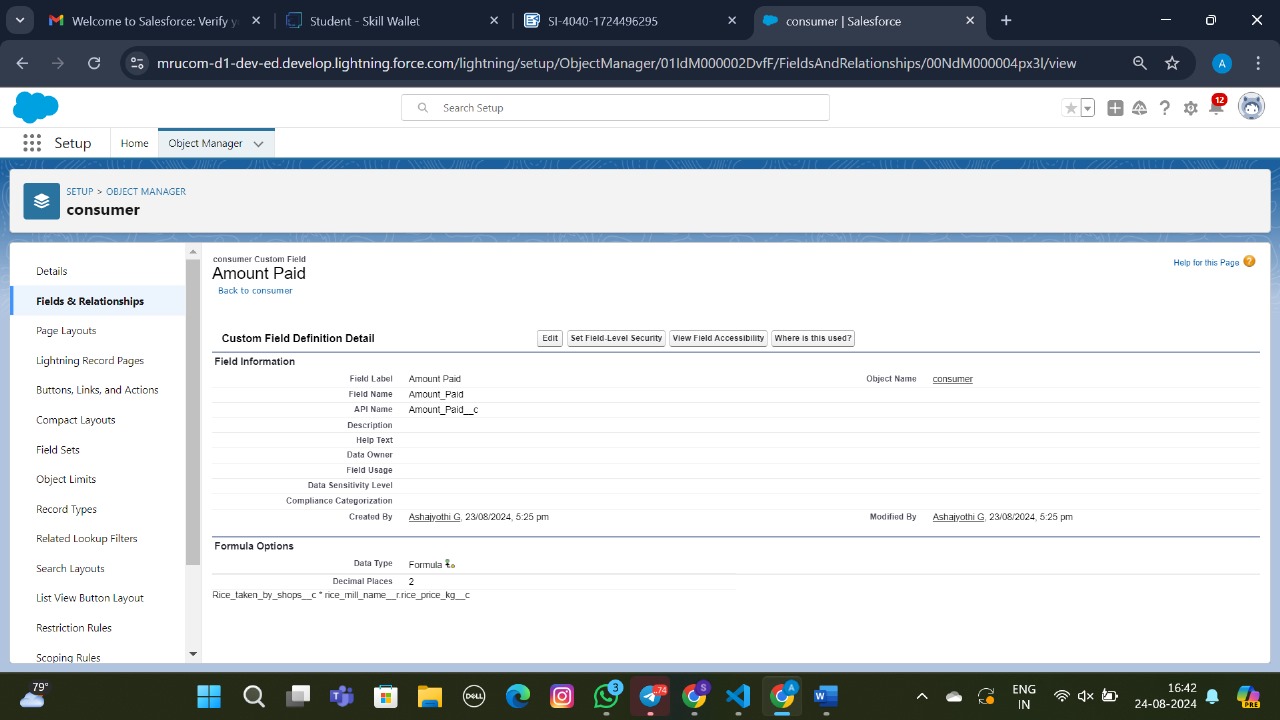 Welcome to Salesforce: Verify y
Student - Skill Wallet
SI-4040-1724496295
consumer | Salesforce
mrucom-d1-dev-ed.develop.lightning.force.com/lightning/setup/ObjectManager/01IdM000002DvfF/FieldsAndRelationships/00NdM000004px3l/view
A
Search Setup
12
Setup
Home
Object Manager
SETUP > OBJECT MANAGER
consumer
Details
Fields & Relationships
Page Layouts
Lightning Record Pages
Buttons, Links, and Actions
Compact Layouts
Field Sets
Object Limits
Record Types
Related Lookup Filters
Search Layouts
List View Button Layout
Restriction Rules
Scoping Rules
consumer Custom Field
Amount Paid
Back to consumer
Help for this Page
Custom Field Definition Detail
Edit
Set Field-Level Security
View Field Accessibility
Where is this used?
Field Information
Field Label Amount Paid Object Name consumer
Field Name Amount_Paid
API Name Amount_Paid__c
Description
Help Text
Data Owner
Field Usage
Data Sensitivity Level
Compliance Categorization
Created By Ashajyothi G, 23/08/2024, 5:25 pm Modified By Ashajyothi G, 23/08/2024, 5:25 pm
Formula Options
Data Type Formula
Decimal Places 2
Rice_taken_by_shops__c * rice_mill_name__r.rice_price_kg__c
79°
DELL
3
74
S
A
ENG
IN
16:42
24-08-2024
PRE